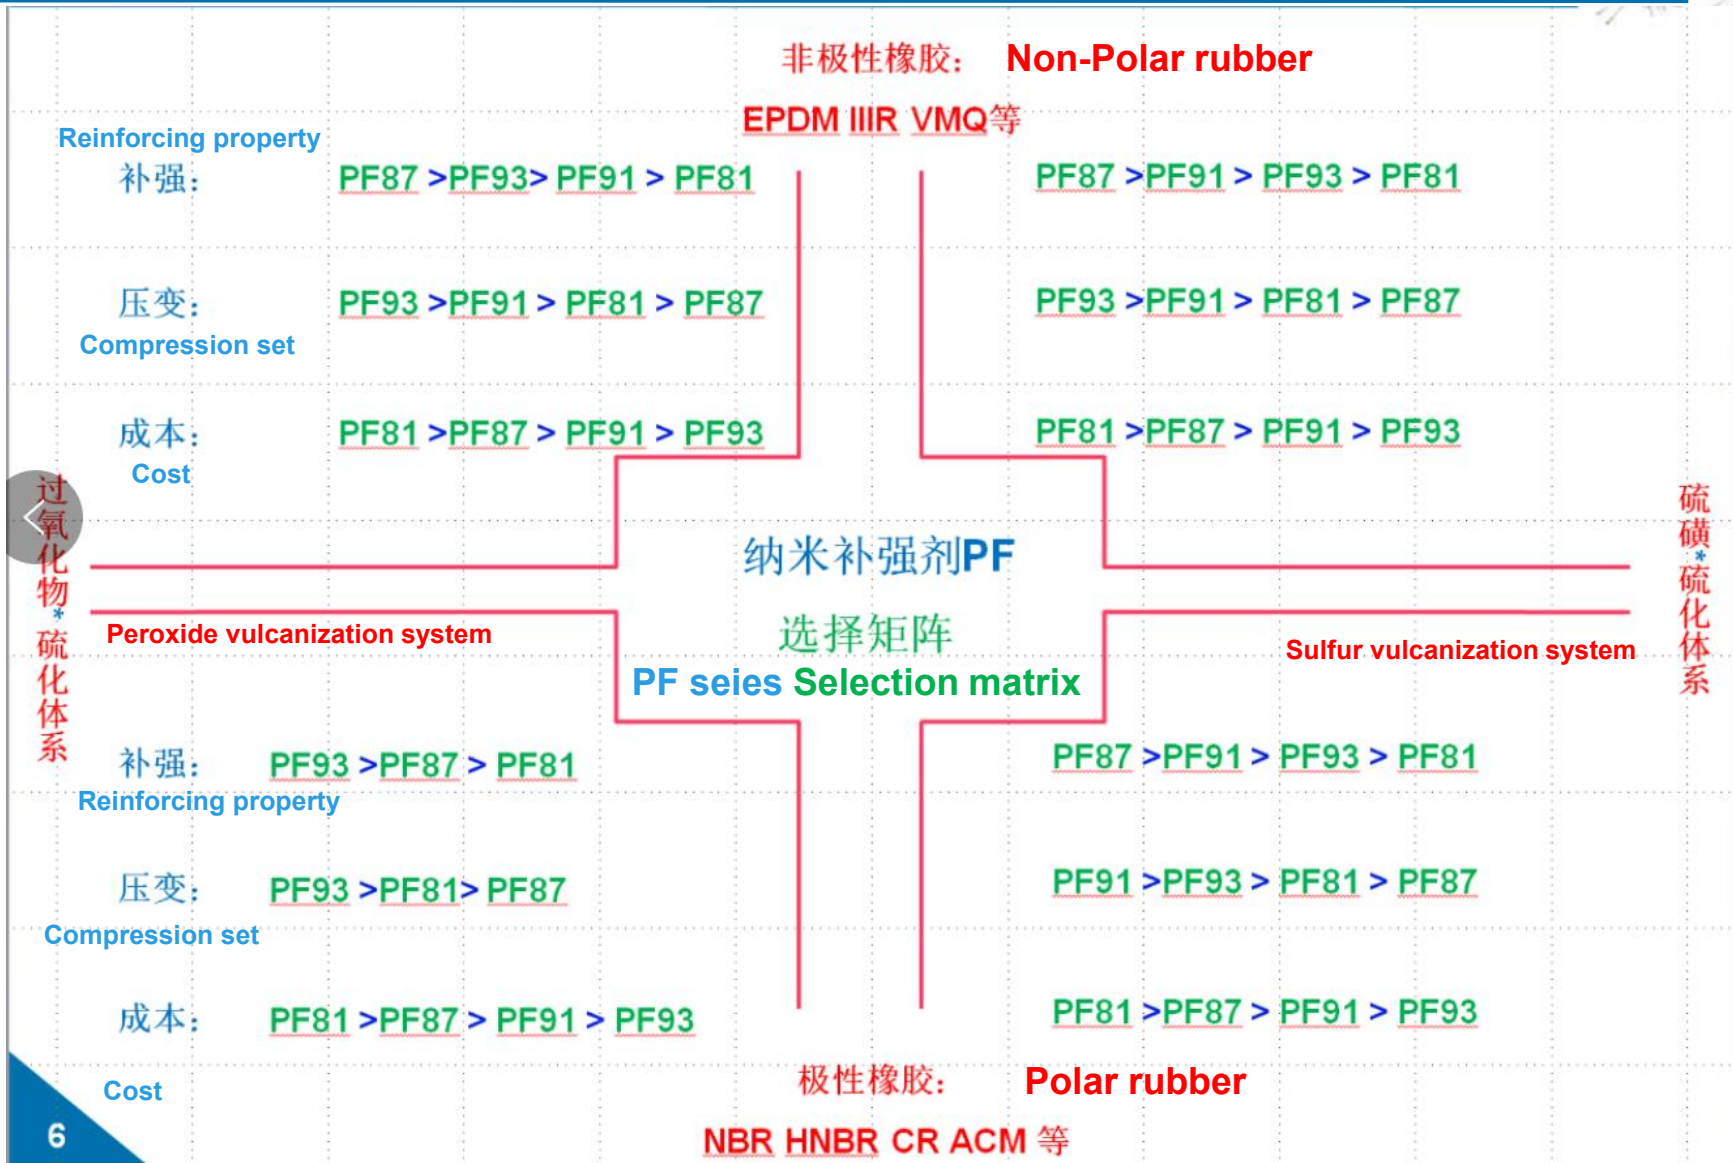 非极性橡胶： Non-Polar rubber
EPDM IIIR VMQ等
Reinforcing property
补强： PF87 >PF93> PF91 > PF81
PF87 >PF91 > PF93 > PF81
压变： PF93 >PF91 > PF81 > PF87
PF93 >PF91 > PF81 > PF87
Compression set
成本： PF81 >PF87 > PF91 > PF93
PF81 >PF87 > PF91 > PF93
Cost
过氧化物*硫化体系
硫磺*硫化体系
纳米补强剂PF
选择矩阵
PF seies Selection matrix
Peroxide vulcanization system
Sulfur vulcanization system
补强： PF93 >PF87 > PF81
PF87 >PF91 > PF93 > PF81
Reinforcing property
压变： PF93 >PF81> PF87
PF91 >PF93 > PF81 > PF87
Compression set
成本： PF81 >PF87 > PF91 > PF93
PF81 >PF87 > PF91 > PF93
Cost
极性橡胶： Polar rubber
NBR HNBR CR ACM 等
6